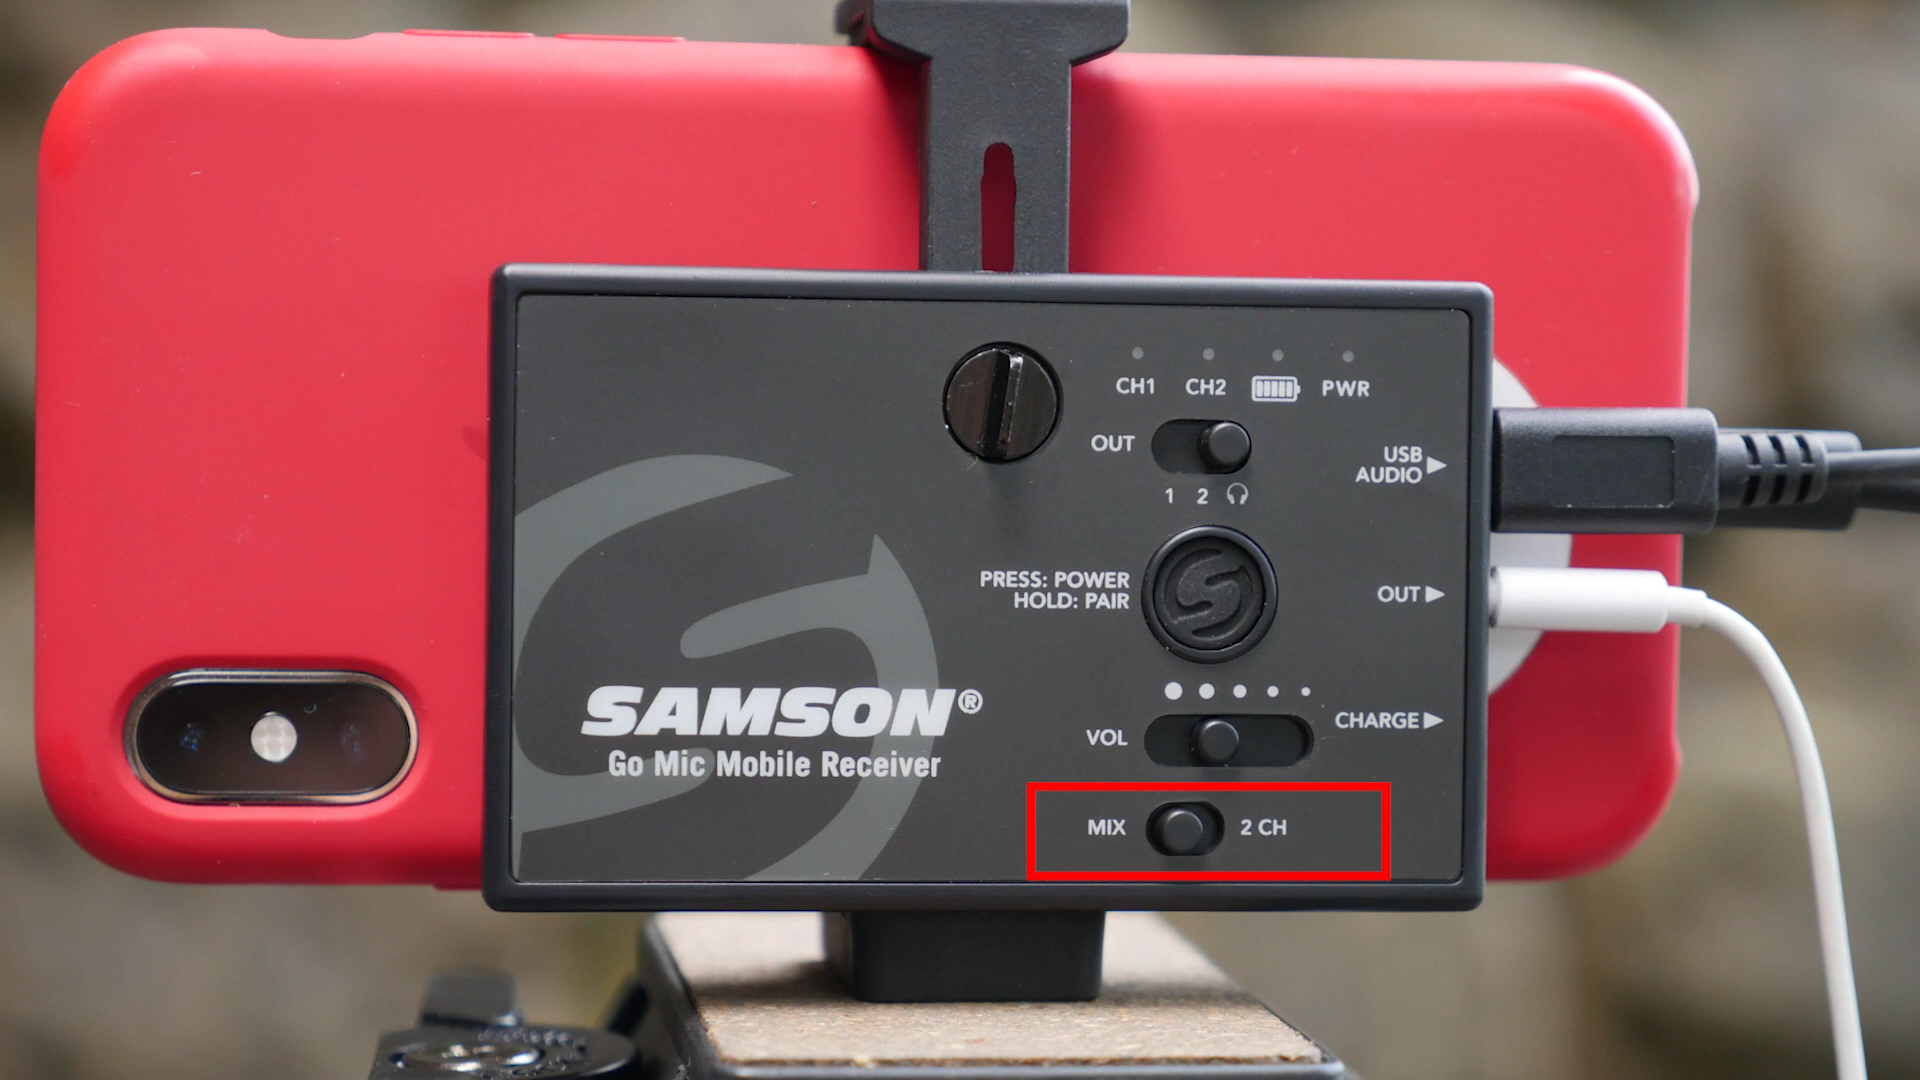 CH1 CH2 PWR
OUT
1 2
USB
AUDIO
PRESS: POWER
HOLD: PAIR
OUT
SAMSON®
Go Mic Mobile Receiver
VOL
CHARGE
MIX 2 CH